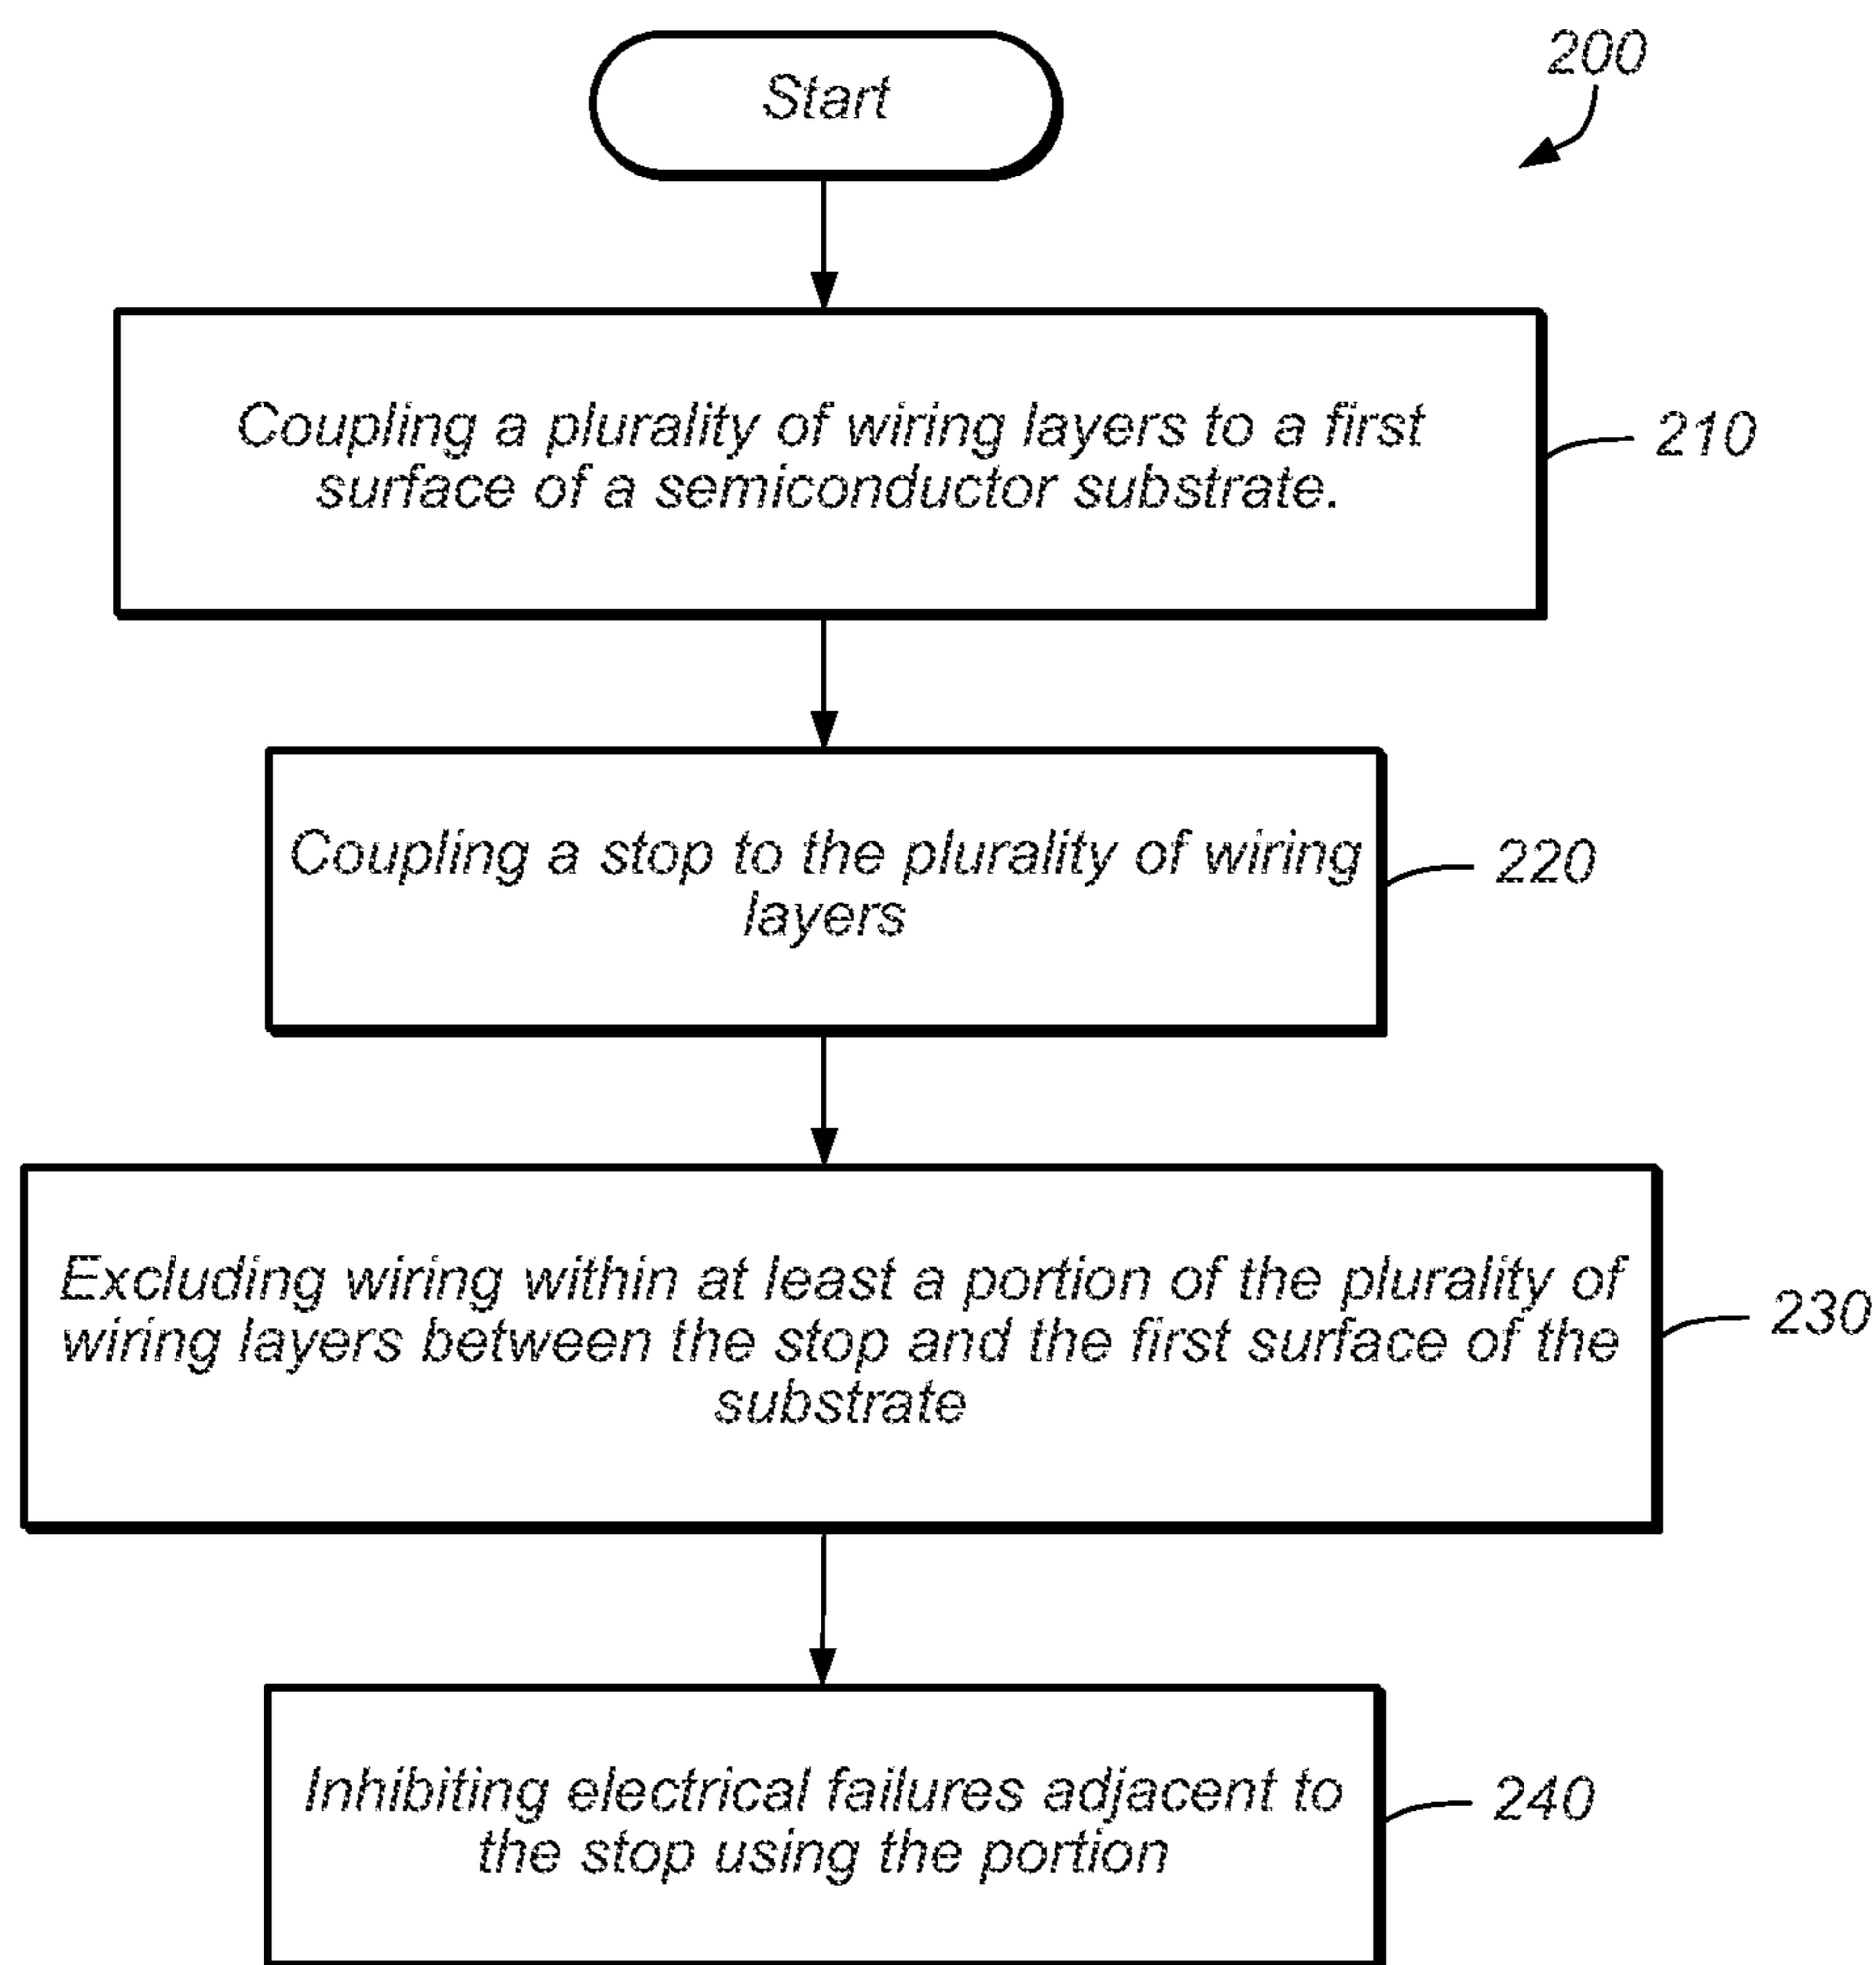 Start
200
Coupling a plurality of wiring layers to a first
surface of a semiconductor substrate.
210
Coupling a stop to the plurality of wiring
layers
220
Excluding wiring within at least a portion of the plurality of
wiring layers between the stop and the first surface of the
substrate
230
Inhibiting electrical failures adjacent to
the stop using the portion
240